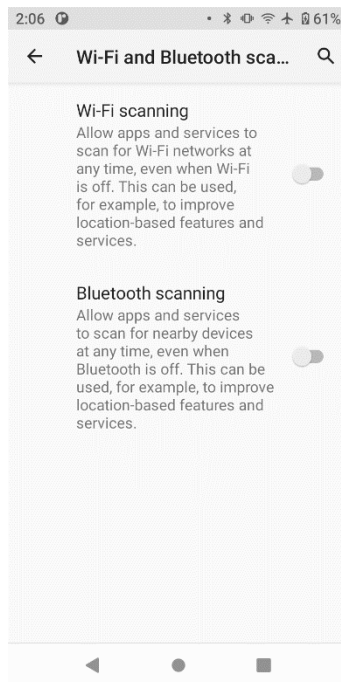 2:06 61%
Wi-Fi and Bluetooth sca...
Wi-Fi scanning
Allow apps and services to
scan for Wi-Fi networks at
any time, even when Wi-Fi
is off. This can be used,
for example, to improve
location-based features and
services.
Bluetooth scanning
Allow apps and services
to scan for nearby devices
at any time, even when
Bluetooth is off. This can be
used, for example, to improve
location-based features and
services.